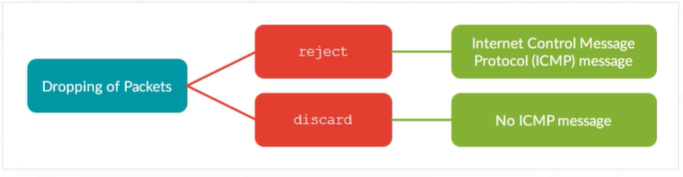 Dropping of Packets
reject
Internet Control Message
Protocol (ICMP) message
discard
No ICMP message